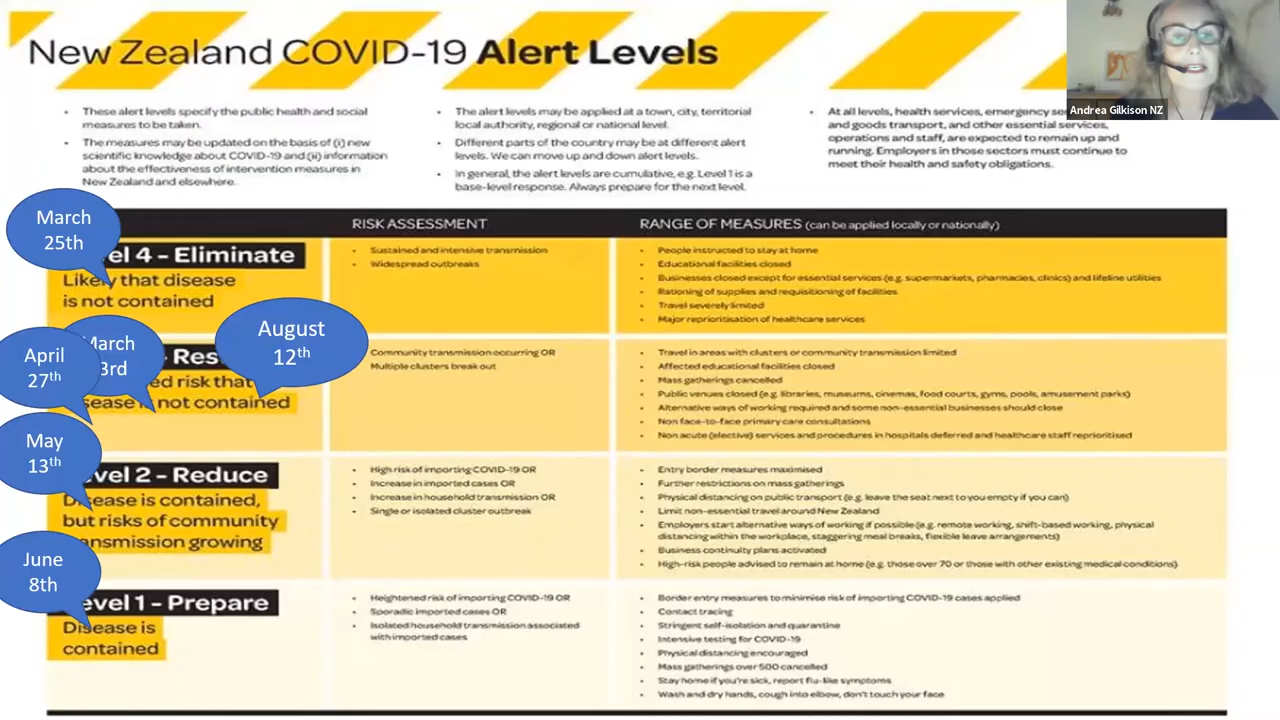 New Zealand COVID-19 Alert Levels
Andrea Gilkison NZ
• These alert levels specify the public health and social
measures to be taken.
• The measures may be updated on the basis of (i) new
scientific knowledge about COVID-19 and (ii) information
about the effectiveness of intervention measures in
New Zealand and elsewhere.
• The alert levels may be applied at a town, city, territorial
local authority, regional or national level.
• Different parts of the country may be at different alert
levels. We can move up and down alert levels.
• In general, the alert levels are cumulative, e.g. Level 1 is a
base-level response. Always prepare for the next level.
• At all levels, health services, emergency
and goods transport, and other essential services,
operations and staff, are expected to remain up and
running. Employers in those sectors must continue to
meet their health and safety obligations.
RISK ASSESSMENT
RANGE OF MEASURES (can be applied locally or nationally)
March
25th
4 – Eliminate
Likely that disease
is not contained
• Sustained and intensive transmission
• Widespread outbreaks
• People instructed to stay at home
• Educational facilities closed
• Businesses closed except for essential services (e.g. supermarkets, pharmacies, clinics) and lifeline utilities
• Rationing of supplies and requisitioning of facilities
• Travel severely limited
• Major reprioritisation of healthcare services
April
27th
August
12th
risk that
not contained
Community transmission occurring OR
Multiple clusters break out
• Travel in areas with clusters or community transmission limited
• Affected educational facilities closed
• Mass gatherings cancelled
• Public venues closed (e.g. libraries, museums, cinemas, food courts, gyms, pools, amusement parks)
• Alternative ways of working required and some non-essential businesses should close
• Non face-to-face primary care consultations
• Non acute (elective) services and procedures in hospitals deferred and healthcare staff reprioritised
May
13th
2 – Reduce
Disease is contained,
but risks of community
transmission growing
• High risk of importing COVID-19 OR
• Increase in imported cases OR
• Increase in household transmission OR
• Single or isolated cluster outbreak
• Entry border measures maximised
• Further restrictions on mass gatherings
• Physical distancing on public transport (e.g. leave the seat next to you empty if you can)
• Limit non-essential travel around New Zealand
• Employers start alternative ways of working if possible (e.g. remote working, shift-based working, physical
distancing within the workplace, staggering meal breaks, flexible leave arrangements)
• Business continuity plans activated
• High-risk people advised to remain at home (e.g. those over 70 or those with other existing medical conditions)
June
8th
1 – Prepare
Disease is
contained
• Heightened risk of importing COVID-19 OR
• Sporadic imported cases OR
• Isolated household transmission associated
with imported cases
• Border entry measures to minimise risk of importing COVID-19 cases applied
• Contact tracing
• Stringent self-isolation and quarantine
• Intensive testing for COVID-19
• Physical distancing encouraged
• Mass gatherings over 500 cancelled
• Stay home if you're sick, report flu-like symptoms
• Wash and dry hands, cough into elbow, don't touch your face